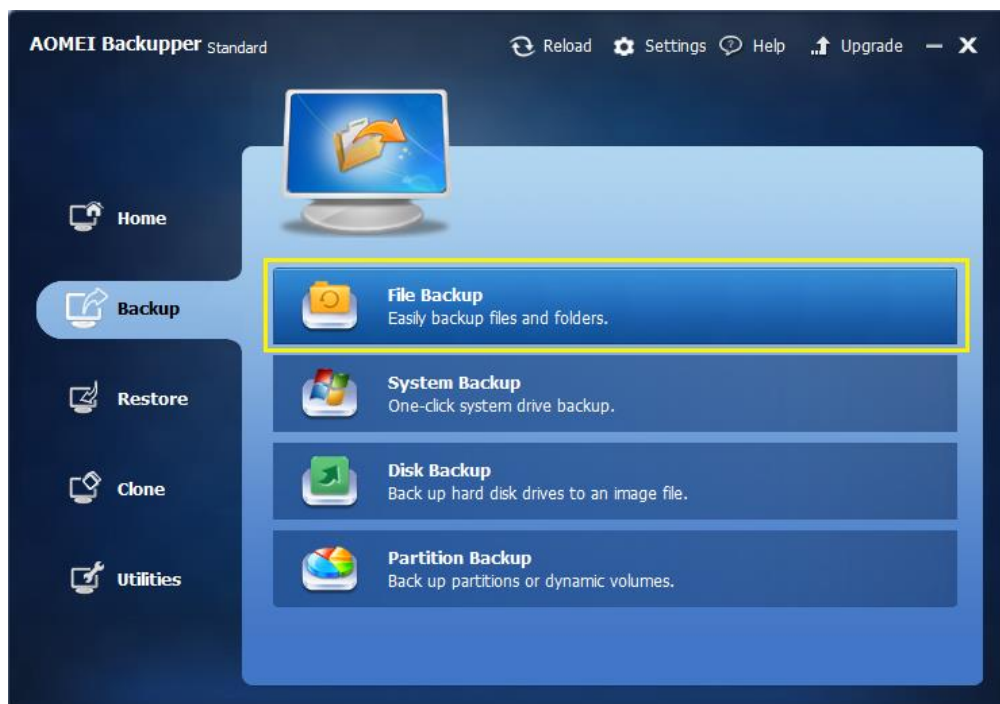 AOMEI Backupper Standard
Reload Settings Help Upgrade
Home
Backup
Restore
Clone
Utilities
File Backup
Easily backup files and folders.
System Backup
One-click system drive backup.
Disk Backup
Back up hard disk drives to an image file.
Partition Backup
Back up partitions or dynamic volumes.